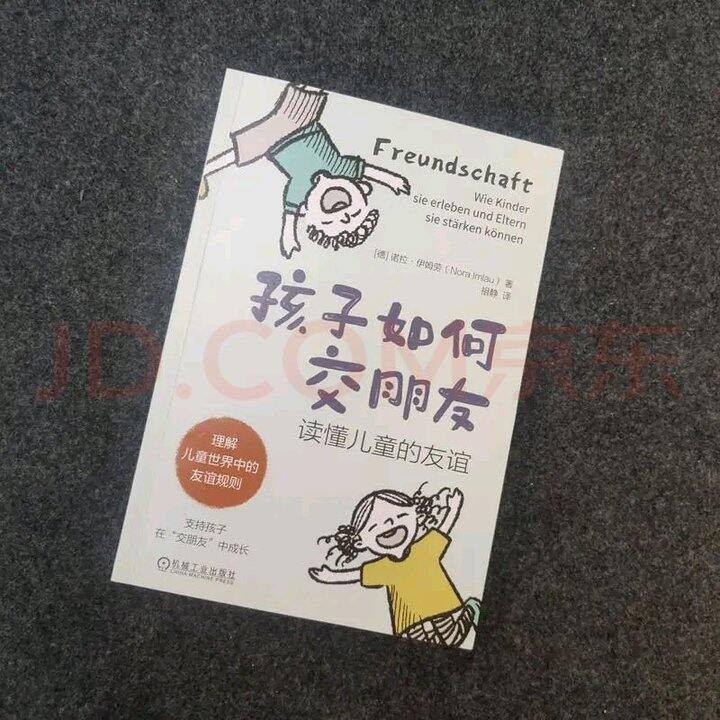 Freundschaft
Wie Kinder
sie erleben und Eltern
sie stärken können
[德] 诺拉·伊姆劳 (Nora Imlau) 著
祖静 译
孩子如何
交朋友
读懂儿童的友谊
理解
儿童世界中的
友谊规则
支持孩子
在“交朋友”中成长
机械工业出版社
CHINA MACHINE PRESS
JD.COM京东